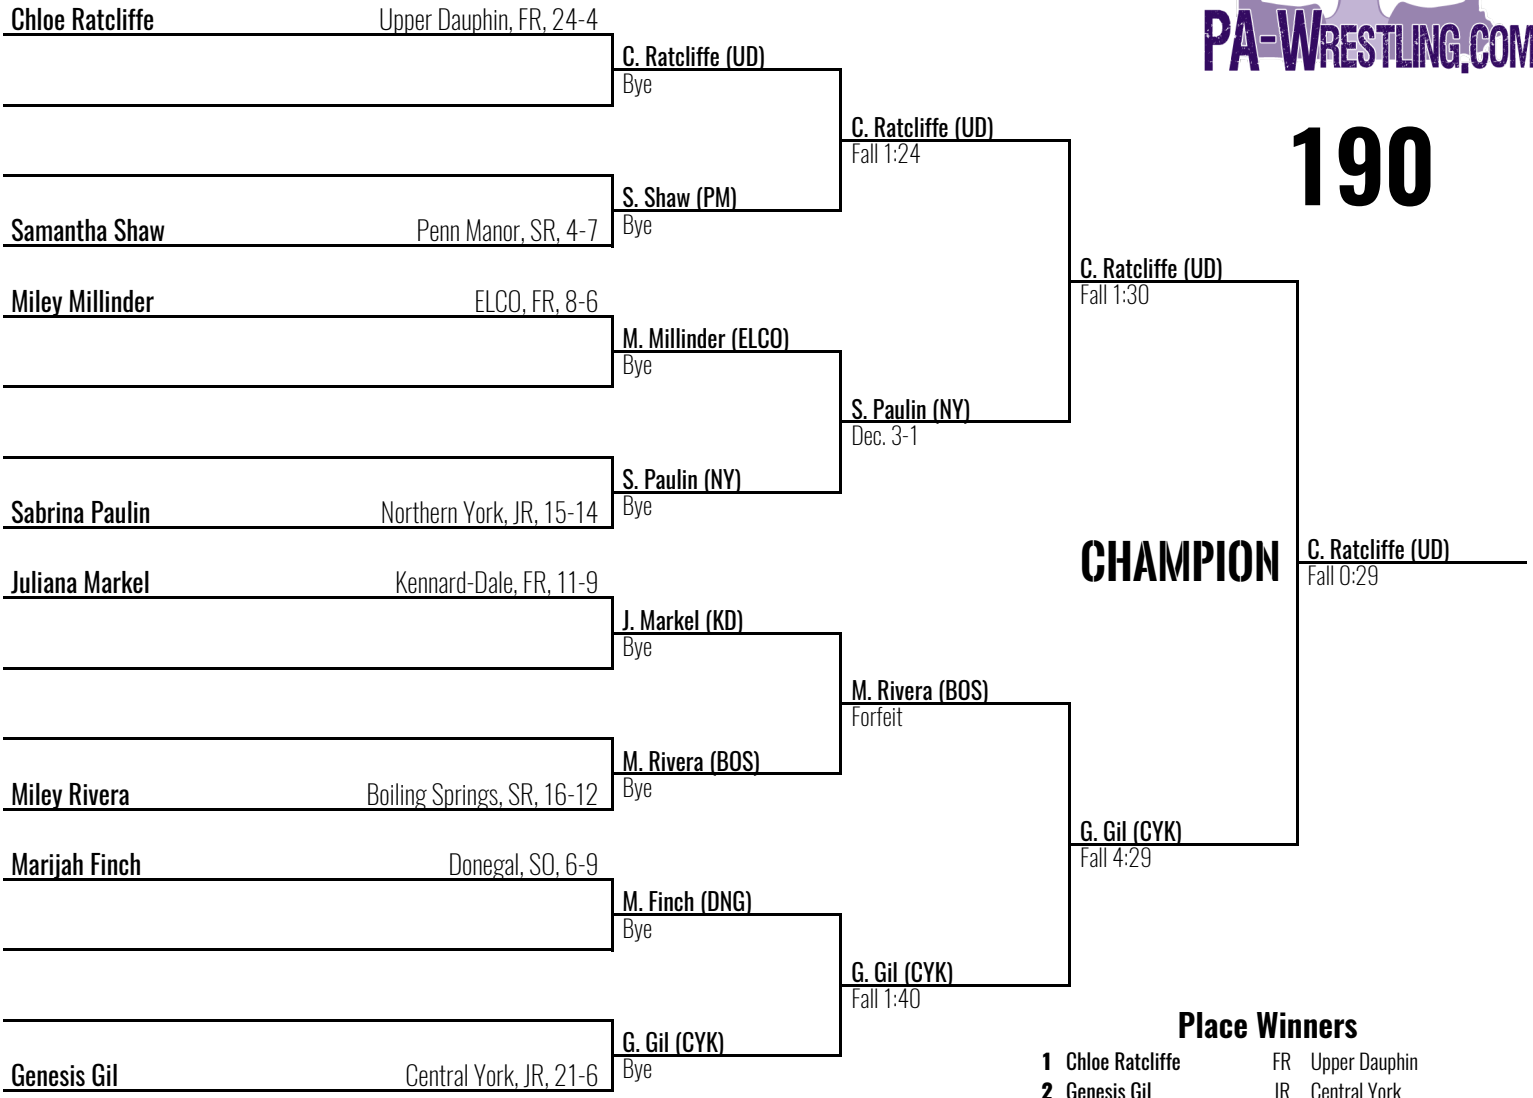 PA-WRESTLING.COM
190
Chloe Ratcliffe Upper Dauphin, FR, 24-4
C. Ratcliffe (UD)
Bye
C. Ratcliffe (UD)
Fall 1:24
S. Shaw (PM)
Bye
Samantha Shaw Penn Manor, SR, 4-7
C. Ratcliffe (UD)
Fall 1:30
Miley Millinder ELCO, FR, 8-6
M. Millinder (ELCO)
Bye
S. Paulin (NY)
Dec. 3-1
S. Paulin (NY)
Bye
Sabrina Paulin Northern York, JR, 15-14
CHAMPION
C. Ratcliffe (UD)
Fall 0:29
Juliana Markel Kennard-Dale, FR, 11-9
J. Markel (KD)
Bye
M. Rivera (BOS)
Forfeit
M. Rivera (BOS)
Bye
Miley Rivera Boiling Springs, SR, 16-12
G. Gil (CYK)
Fall 4:29
Marijah Finch Donegal, SO, 6-9
M. Finch (DNG)
Bye
G. Gil (CYK)
Fall 1:40
G. Gil (CYK)
Bye
Genesis Gil Central York, JR, 21-6
Place Winners
1 Chloe Ratcliffe FR Upper Dauphin
2 Genesis Gil JR Central York